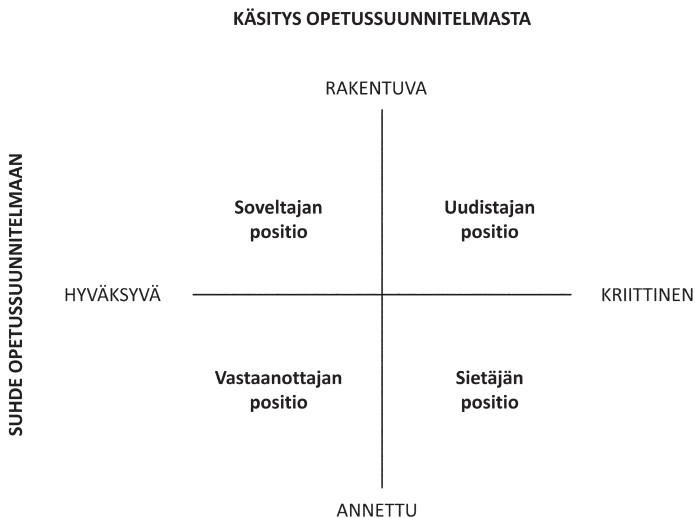 KÄSITYS OPETUSSUUNNITELMASTA
RAKENTUVA
SUHDE OPETUSSUUNNITELMAAN
Soveltajan
positio
Uudistajan
positio
HYVÄKSYVÄ
KRIITTINEN
Vastaanottajan
positio
Sietäjän
positio
ANNETTU